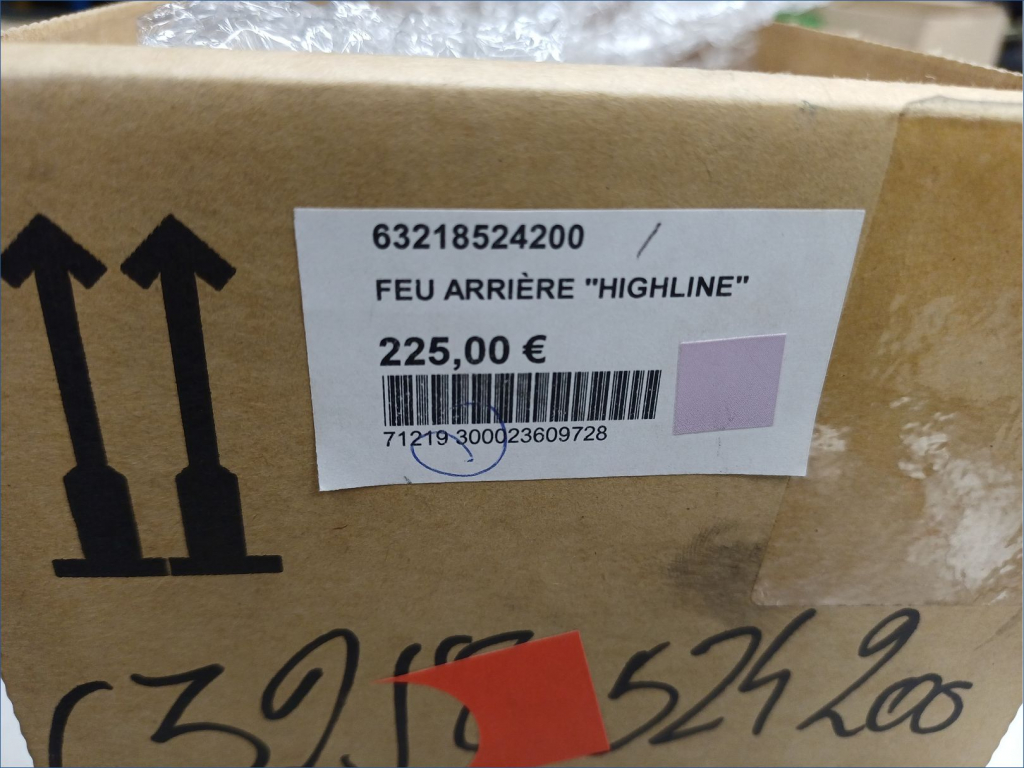 63218524200 /
FEU ARRIÈRE "HIGHLINE"
225,00 €
71219 300023609728
524200